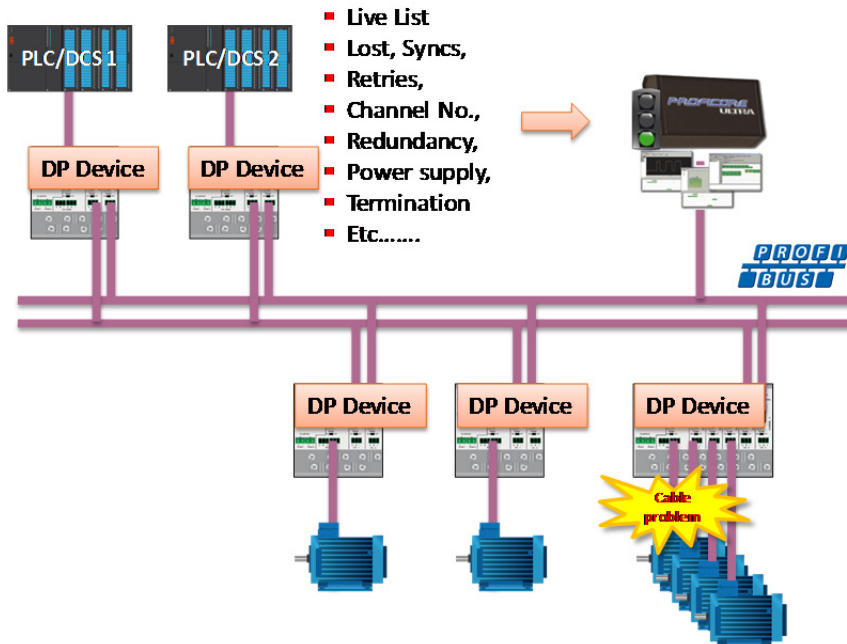 PLC/DCS 1
PLC/DCS 2
Live List
Lost, Syncs,
Retries,
Channel No.,
Redundancy,
Power supply,
Termination
Etc.......
PROFICORE
ULTRA
DP Device
DP Device
PROFI
BUS
DP Device
DP Device
DP Device
Cable
problem